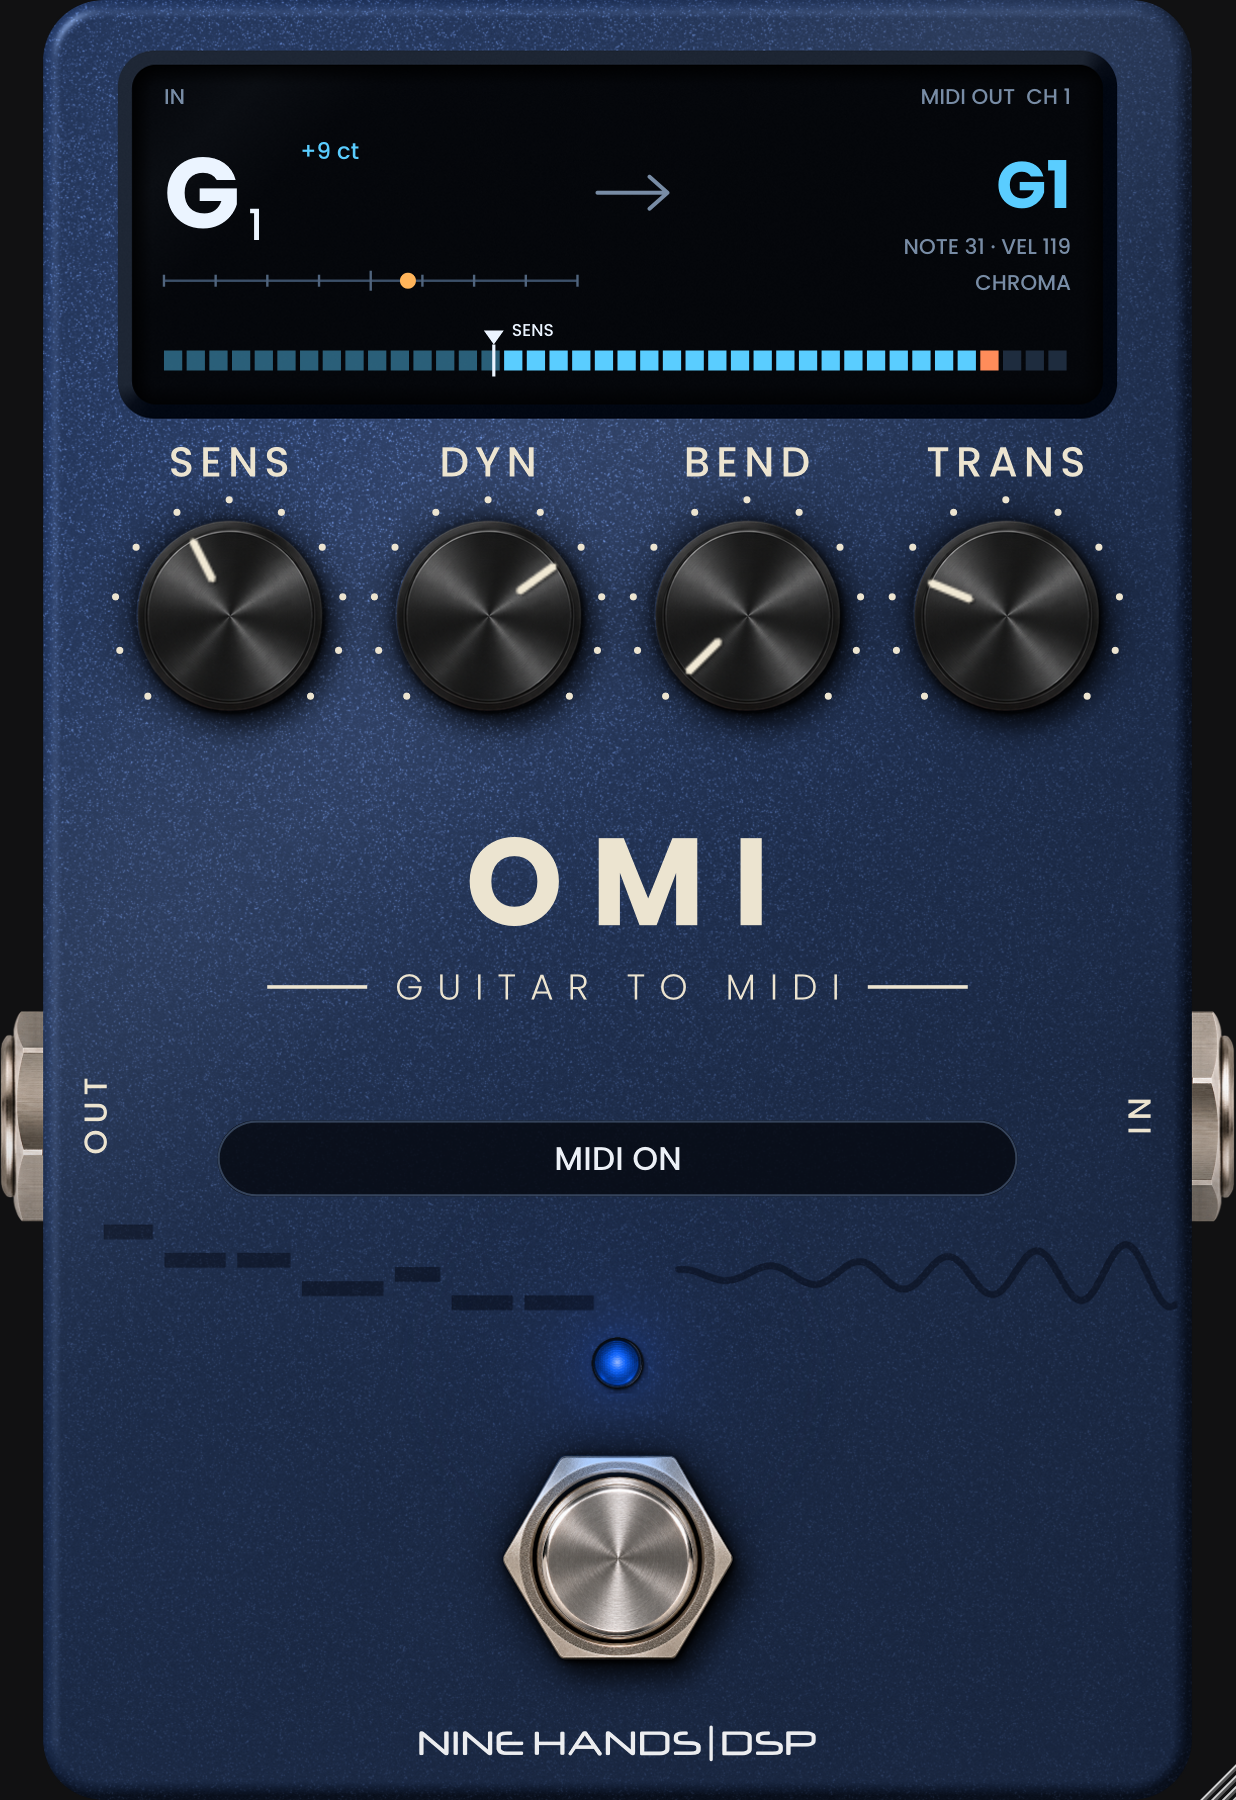 IN
MIDI OUT CH 1
+9 ct
G1
G1
NOTE 31 · VEL 119
CHROMA
SENS
SENS DYN BEND TRANS
OMI
GUITAR TO MIDI
OUT
IN
MIDI ON
NINE HANDS|DSP